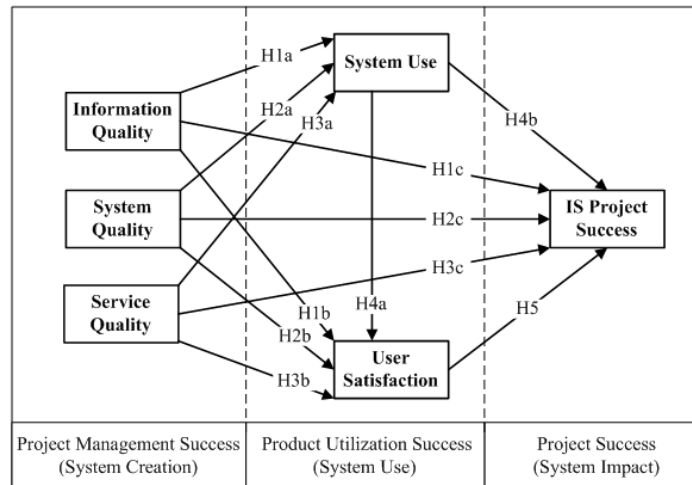 H1a
System Use
H2a
Information
Quality
H3a
H4b
H1c
System
Quality
H2c
IS Project
Success
Service
Quality
H3c
H1b
H4a
H5
H2b
User
Satisfaction
H3b
Project Management Success
(System Creation)
Product Utilization Success
(System Use)
Project Success
(System Impact)